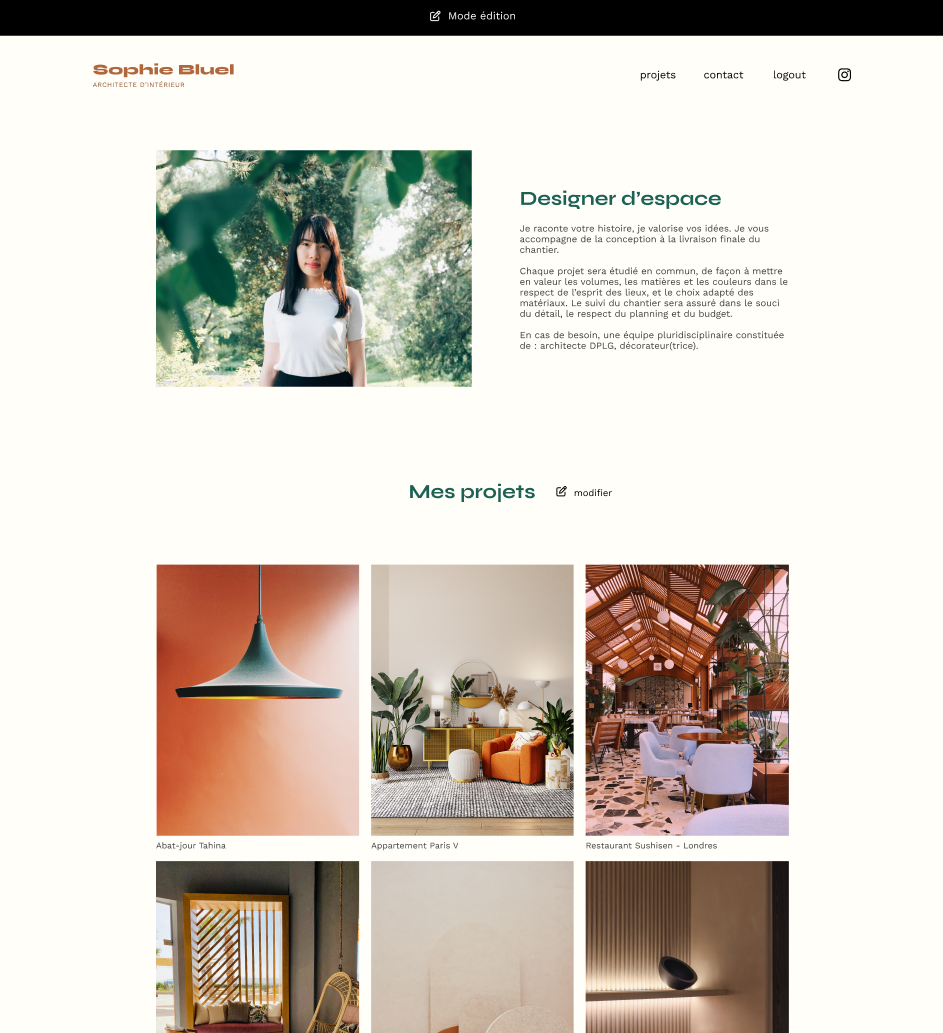 Mode édition
Sophie Bluel
ARCHITECTE D'INTÉRIEUR
projets
contact
logout
Designer d'espace
Je raconte votre histoire, je valorise vos idées. Je vous
accompagne de la conception à la livraison finale du
chantier.
Chaque projet sera étudié en commun, de façon à mettre
en valeur les volumes, les matières et les couleurs dans le
respect de l'esprit des lieux, et le choix adapté des
matériaux. Le suivi du chantier sera assuré dans le souci
du détail, le respect du planning et du budget.
En cas de besoin, une équipe pluridisciplinaire constituée
de : architecte DPLG, décorateur(trice).
Mes projets
modifier
Abat-jour Tahina
Appartement Paris V
Restaurant Sushisen - Londres